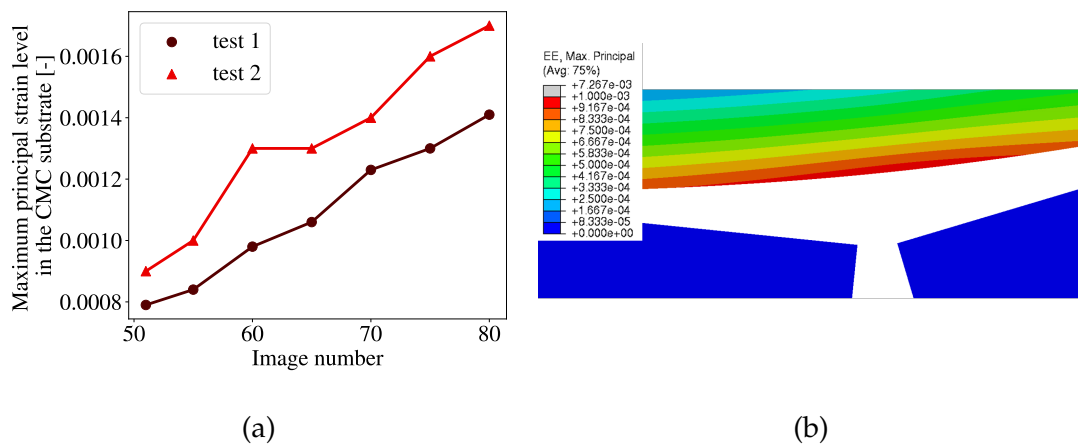 Maximum principal strain level
in the CMC substrate [-]
0.0016
0.0014
0.0012
0.0010
0.0008
test 1
test 2
50
60
70
80
Image number
(a)
EE, Max. Principal
(Avg: 75%)
+7.267e-03
+1.000e-03
+9.167e-04
+8.333e-04
+7.500e-04
+6.667e-04
+5.833e-04
+5.000e-04
+4.167e-04
+3.333e-04
+2.500e-04
+1.667e-04
+8.333e-05
+0.000e+00
(b)